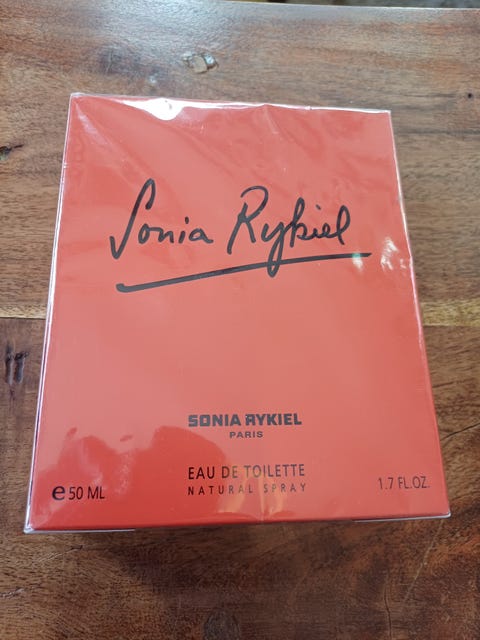 Sonia Rykiel
SONIA RYKIEL
PARIS
EAU DE TOILETTE
NATURAL SPRAY
℮50 ML 1.7 FL.OZ.